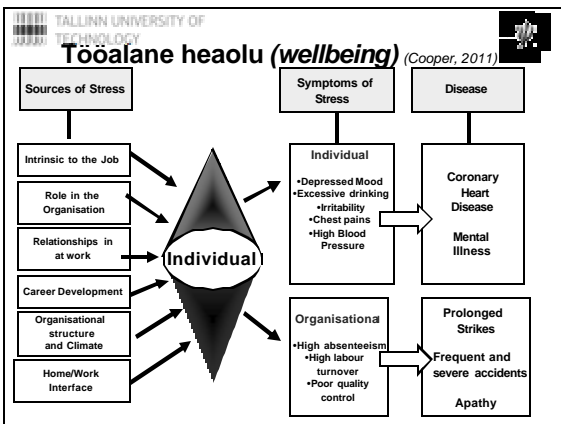 TALLINN UNIVERSITY OF
TECHNOLOGY
Tööalane heaolu (wellbeing) (Cooper, 2011)
Sources of Stress
Symptoms of
Stress
Disease
Intrinsic to the Job
Role in the
Organisation
Relationships in
at work
Career Development
Organisational
structure
and Climate
Home/Work
Interface
Individual
Individual
•Depressed Mood
•Excessive drinking
•Irritability
•Chest pains
•High Blood
Pressure
Coronary
Heart
Disease
Mental
Illness
Organisational
•High absenteeism
•High labour
turnover
•Poor quality
control
Prolonged
Strikes
Frequent and
severe accidents
Apathy